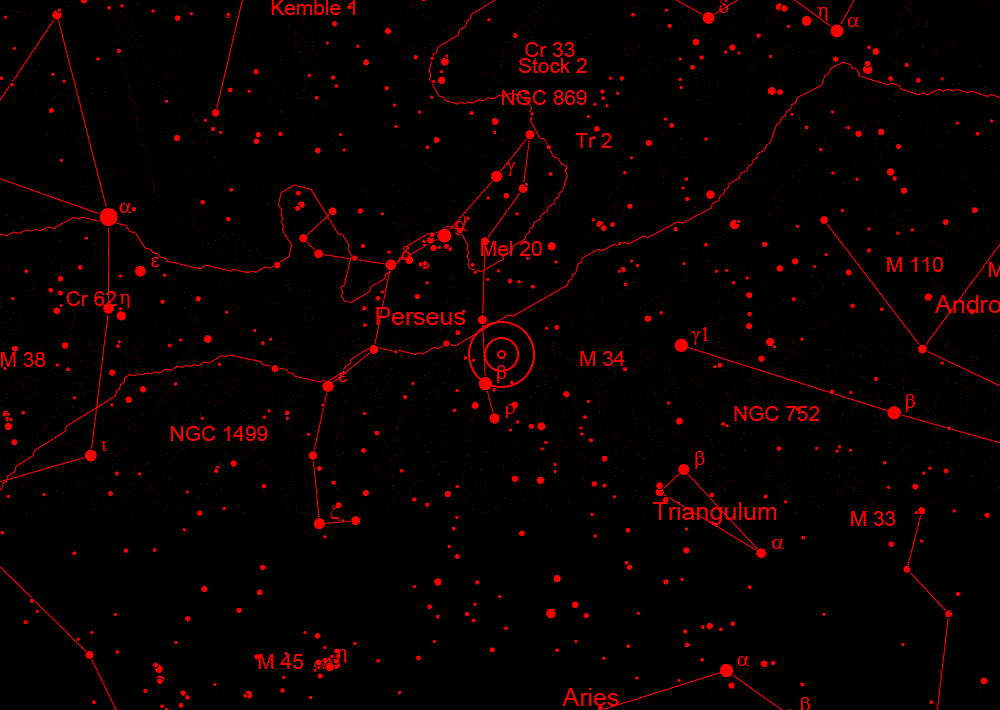 Kemble 1
δ
η α
Cr 33
Stock 2
NGC 869
Tr 2
γ
α
α
Mel 20
δ
ε
M 110
M
Cr 62 η
Andro
Perseus
γ1
M 38
M 34
ε
β
ρ
β
NGC 752
NGC 1499
ι
β
Triangulum
M 33
ζ
α
M 45 η
α
Aries
β